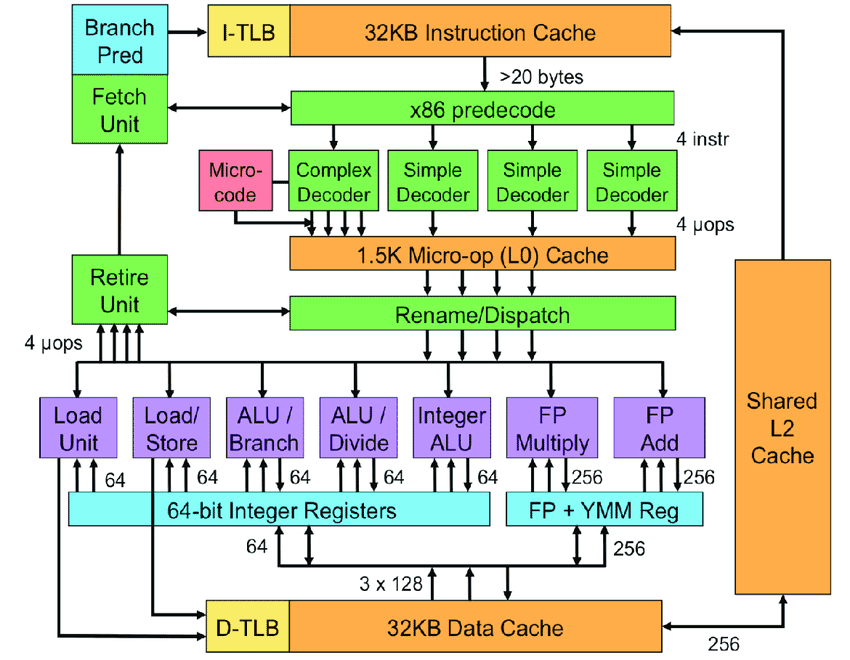 Branch
Pred
I-TLB
32KB Instruction Cache
>20 bytes
Fetch
Unit
x86 predecode
4 instr
Micro-
code
Complex
Decoder
Simple
Decoder
Simple
Decoder
Simple
Decoder
4 µops
1.5K Micro-op (L0) Cache
Retire
Unit
Rename/Dispatch
4 µops
Load
Unit
Load/
Store
ALU /
Branch
ALU /
Divide
Integer
ALU
FP
Multiply
FP
Add
Shared
L2
Cache
64
64
64
64
64
256
256
64-bit Integer Registers
FP + YMM Reg
64
256
3 x 128
D-TLB
32KB Data Cache
256